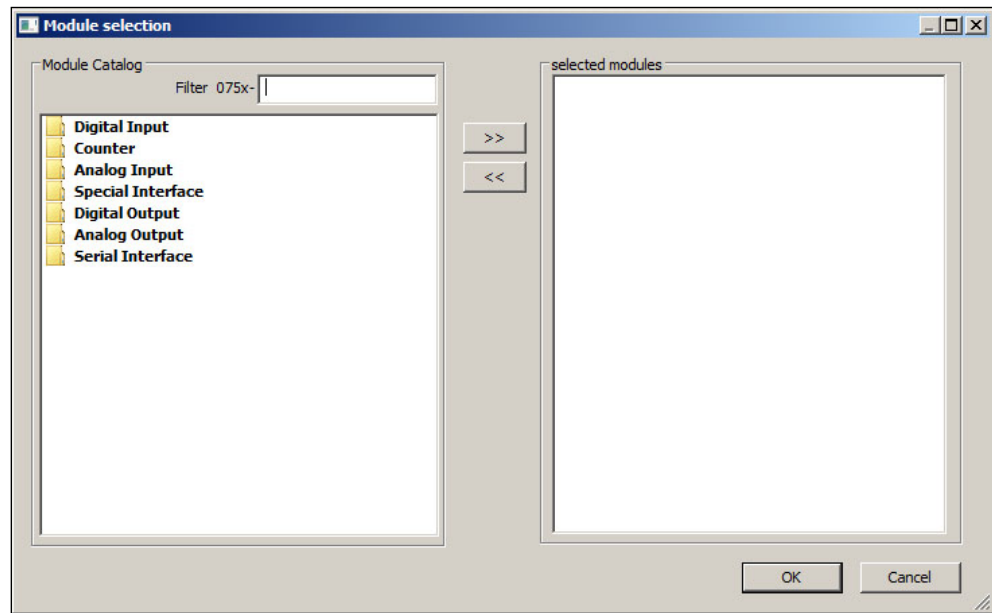 Module selection
Module Catalog
Filter 075x-
Digital Input
Counter
Analog Input
Special Interface
Digital Output
Analog Output
Serial Interface
>>
<<
selected modules
OK
Cancel